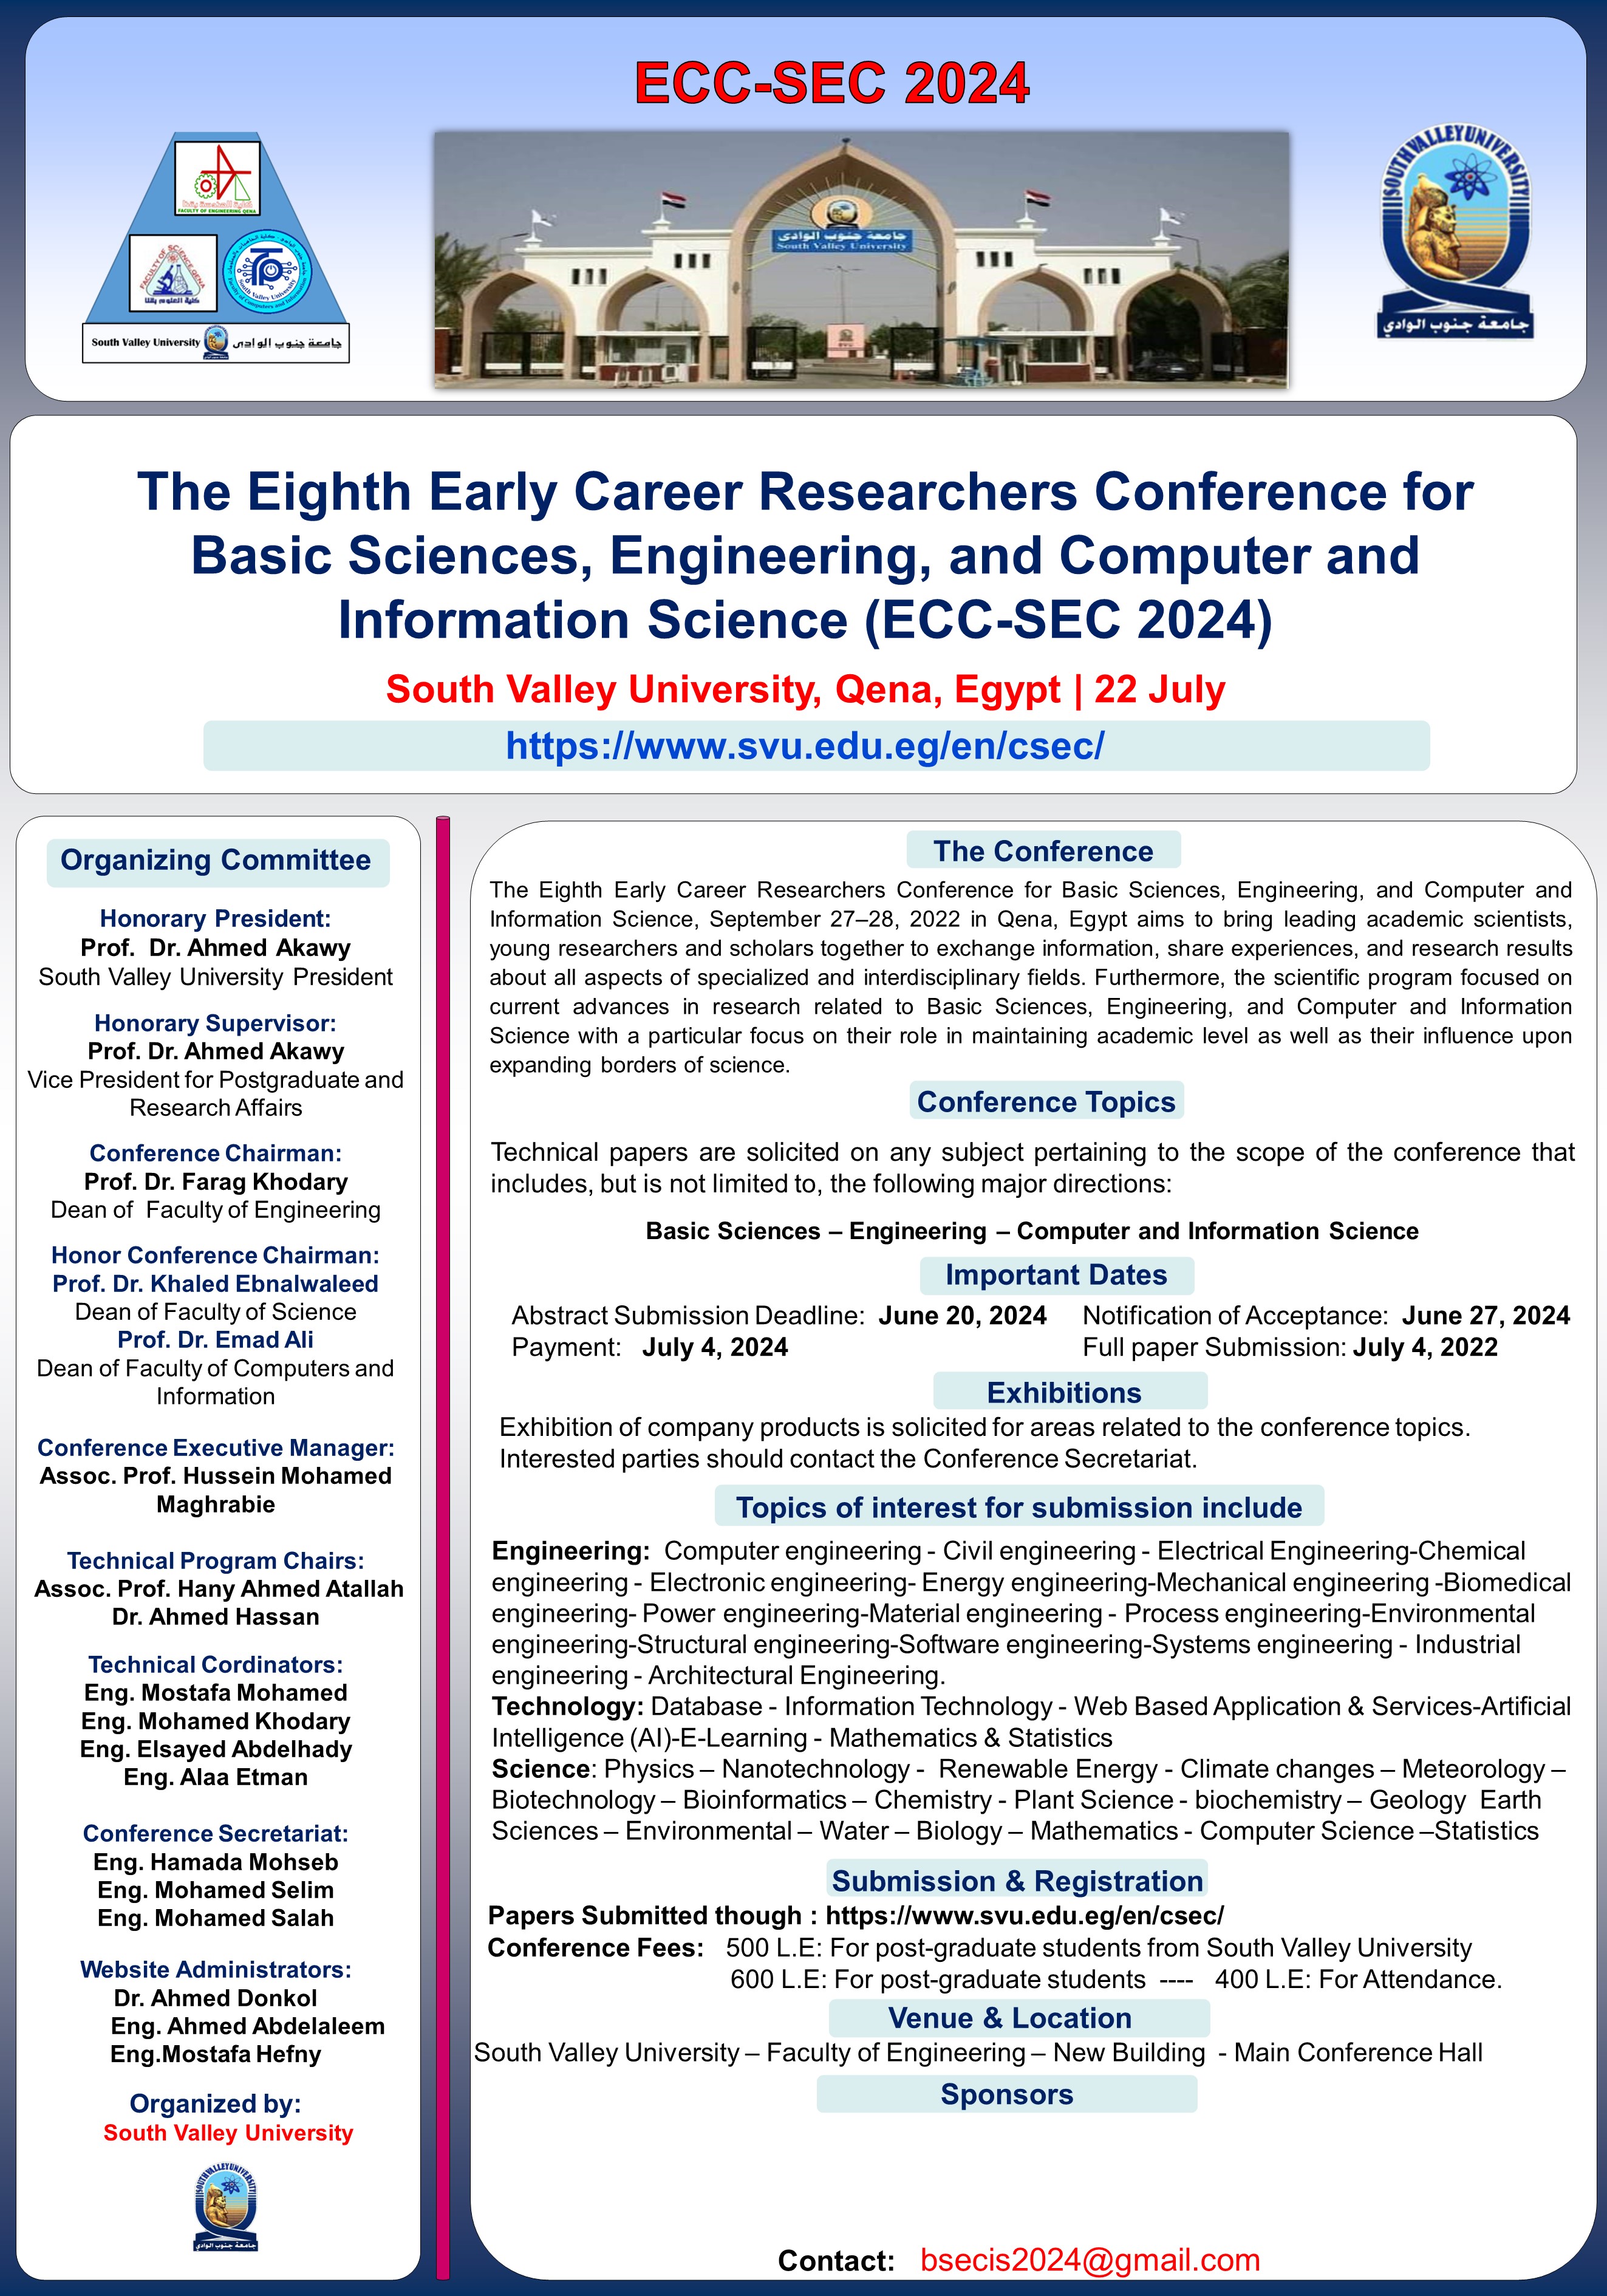 ECC-SEC 2024
FACULTY OF ENGINEERING QENA
FACULTY OF SCIENCE QENA
كلية العلوم بقنا
South Valley University
جامعة جنوب الوادى
جامعة جنوب الوادى
South Valley University
SOUTH VALLEY UNIVERSITY
جامعة جنوب الوادي
The Eighth Early Career Researchers Conference for
Basic Sciences, Engineering, and Computer and
Information Science (ECC-SEC 2024)
South Valley University, Qena, Egypt | 22 July
https://www.svu.edu.eg/en/csec/
Organizing Committee
Honorary President:
Prof. Dr. Ahmed Akawy
South Valley University President
Honorary Supervisor:
Prof. Dr. Ahmed Akawy
Vice President for Postgraduate and
Research Affairs
Conference Chairman:
Prof. Dr. Farag Khodary
Dean of Faculty of Engineering
Honor Conference Chairman:
Prof. Dr. Khaled Ebnalwaleed
Dean of Faculty of Science
Prof. Dr. Emad Ali
Dean of Faculty of Computers and
Information
Conference Executive Manager:
Assoc. Prof. Hussein Mohamed
Maghrabie
Technical Program Chairs:
Assoc. Prof. Hany Ahmed Atallah
Dr. Ahmed Hassan
Technical Cordinators:
Eng. Mostafa Mohamed
Eng. Mohamed Khodary
Eng. Elsayed Abdelhady
Eng. Alaa Etman
Conference Secretariat:
Eng. Hamada Mohseb
Eng. Mohamed Selim
Eng. Mohamed Salah
Website Administrators:
Dr. Ahmed Donkol
Eng. Ahmed Abdelaleem
Eng.Mostafa Hefny
Organized by:
South Valley University
SOUTH VALLEY UNIVERSITY
جامعة جنوب الوادي
The Conference
The Eighth Early Career Researchers Conference for Basic Sciences, Engineering, and Computer and
Information Science, September 27–28, 2022 in Qena, Egypt aims to bring leading academic scientists,
young researchers and scholars together to exchange information, share experiences, and research results
about all aspects of specialized and interdisciplinary fields. Furthermore, the scientific program focused on
current advances in research related to Basic Sciences, Engineering, and Computer and Information
Science with a particular focus on their role in maintaining academic level as well as their influence upon
expanding borders of science.
Conference Topics
Technical papers are solicited on any subject pertaining to the scope of the conference that
includes, but is not limited to, the following major directions:
Basic Sciences – Engineering – Computer and Information Science
Important Dates
Abstract Submission Deadline: June 20, 2024 Notification of Acceptance: June 27, 2024
Payment: July 4, 2024 Full paper Submission: July 4, 2022
Exhibitions
Exhibition of company products is solicited for areas related to the conference topics.
Interested parties should contact the Conference Secretariat.
Topics of interest for submission include
Engineering: Computer engineering - Civil engineering - Electrical Engineering-Chemical
engineering - Electronic engineering- Energy engineering-Mechanical engineering -Biomedical
engineering- Power engineering-Material engineering - Process engineering-Environmental
engineering-Structural engineering-Software engineering-Systems engineering - Industrial
engineering - Architectural Engineering.
Technology: Database - Information Technology - Web Based Application & Services-Artificial
Intelligence (AI)-E-Learning - Mathematics & Statistics
Science: Physics – Nanotechnology - Renewable Energy - Climate changes – Meteorology –
Biotechnology – Bioinformatics – Chemistry - Plant Science - biochemistry – Geology Earth
Sciences – Environmental – Water – Biology – Mathematics - Computer Science –Statistics
Submission & Registration
Papers Submitted though : https://www.svu.edu.eg/en/csec/
Conference Fees: 500 L.E: For post-graduate students from South Valley University
600 L.E: For post-graduate students ---- 400 L.E: For Attendance.
Venue & Location
South Valley University – Faculty of Engineering – New Building - Main Conference Hall
Sponsors
Contact: bsecis2024@gmail.com